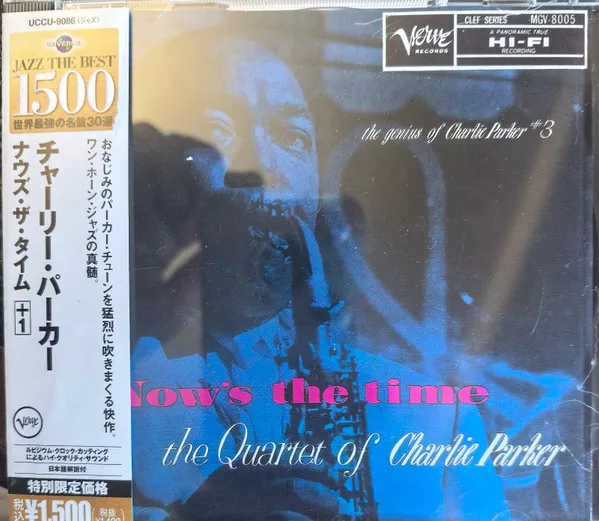 UCCU-9086 (ジャズ)
UNIVERSAL
JAZZ THE BEST
1500
世界最強の名盤30選
おなじみのパーカー・チューンを猛烈に吹きまくる快作。
ワン・ホーン・ジャズの真髄。
チャーリー・パーカー
ナウズ・ザ・タイム +1
Verve
ルビジウム・クロック・カッティング
によるハイ・クオリティ・サウンド
日本語解説付
特別限定価格
税込¥1,500 (税抜
Verve
RECORDS
CLEF SERIES MGV-8005
A PANORAMIC TRUE
HI-FI
RECORDING
the genius of Charlie Parker #3
Now's the time
the Quartet of Charlie Parker